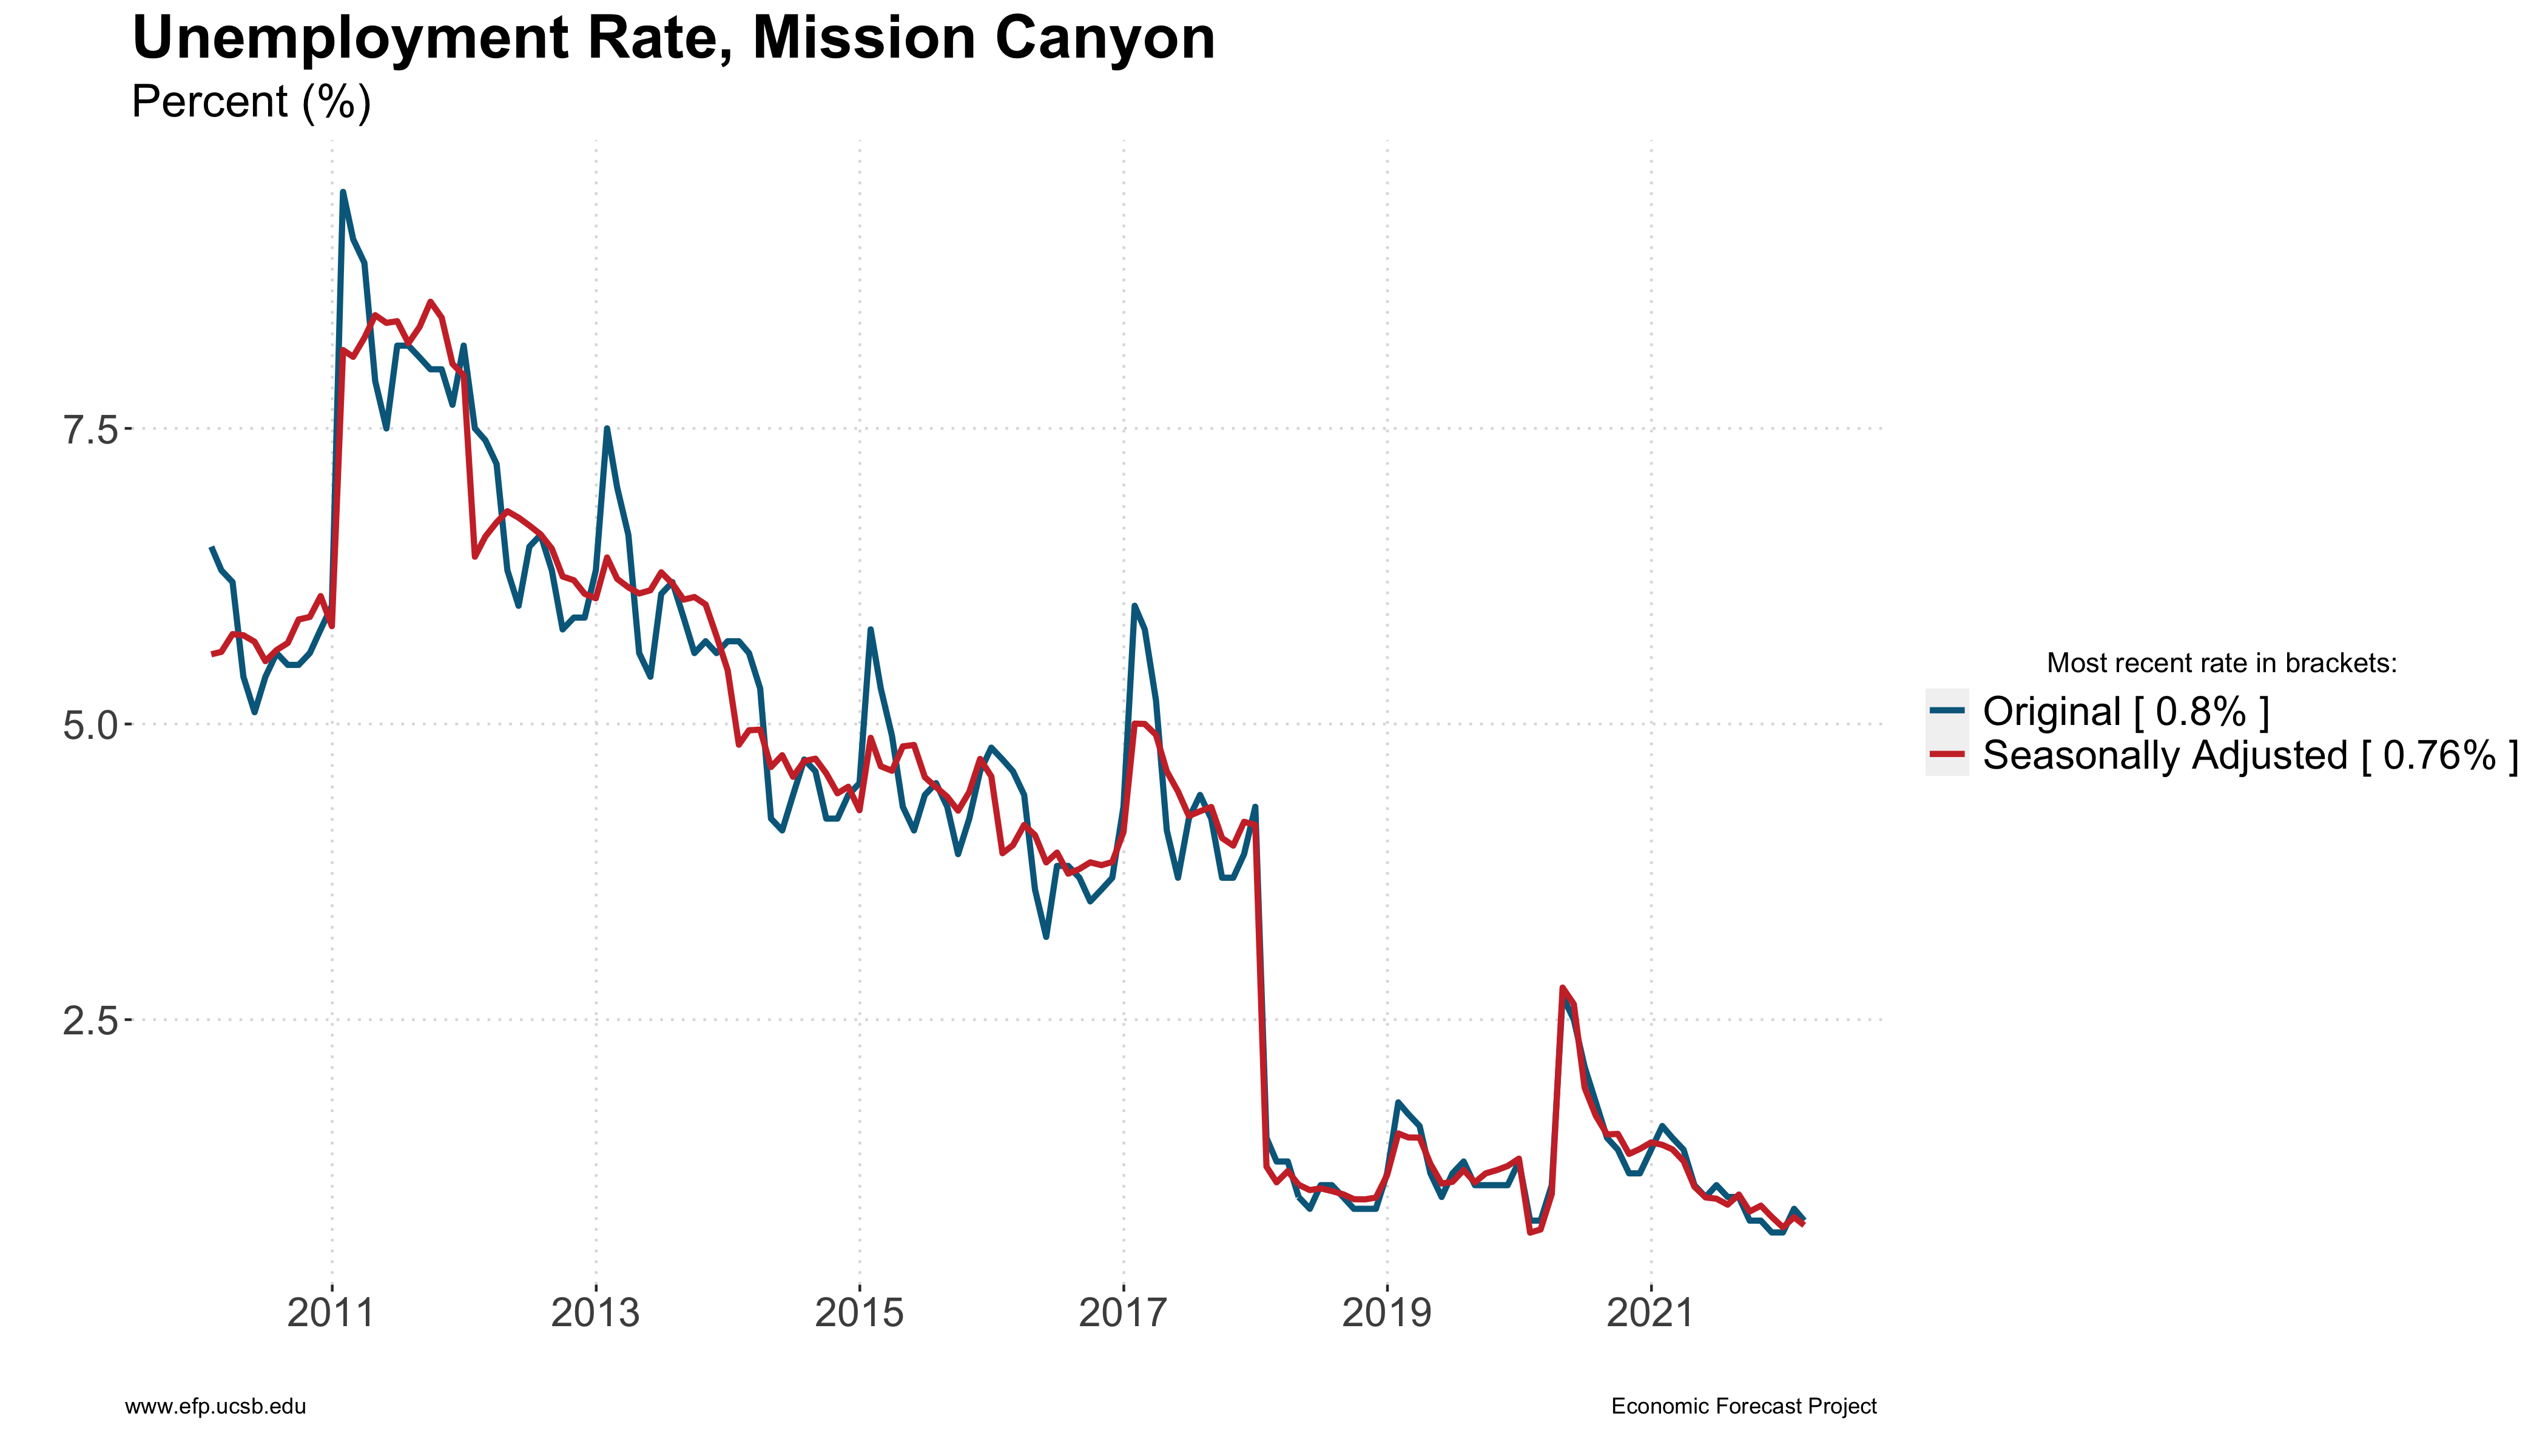 Unemployment Rate, Mission Canyon
Percent (%)
7.5
5.0
2.5
2011 2013 2015 2017 2019 2021
Most recent rate in brackets:
Original [ 0.8% ]
Seasonally Adjusted [ 0.76% ]
www.efp.ucsb.edu
Economic Forecast Project